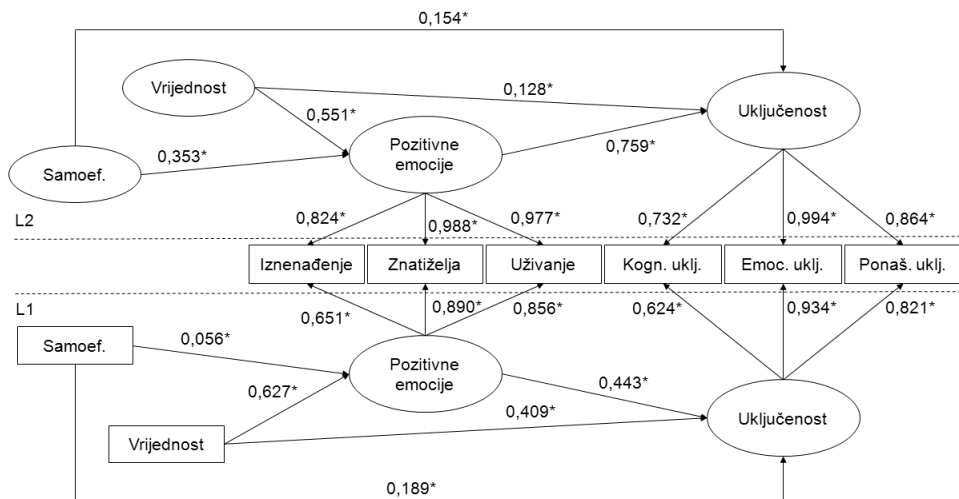 0,154*
Vrijednost
0,128*
Uključenost
0,551*
Pozitivne
emocije
0,759*
Samoef.
0,353*
L2
0,824*
0,988*
0,977*
0,732*
0,994*
0,864*
Iznenađenje
Znatiželja
Uživanje
Kogn. uklj.
Emoc. uklj.
Ponaš. uklj.
L1
0,651*
0,890*
0,856*
0,624*
0,934*
0,821*
Samoef.
0,056*
Pozitivne
emocije
0,627*
0,443*
0,409*
Uključenost
Vrijednost
0,189*